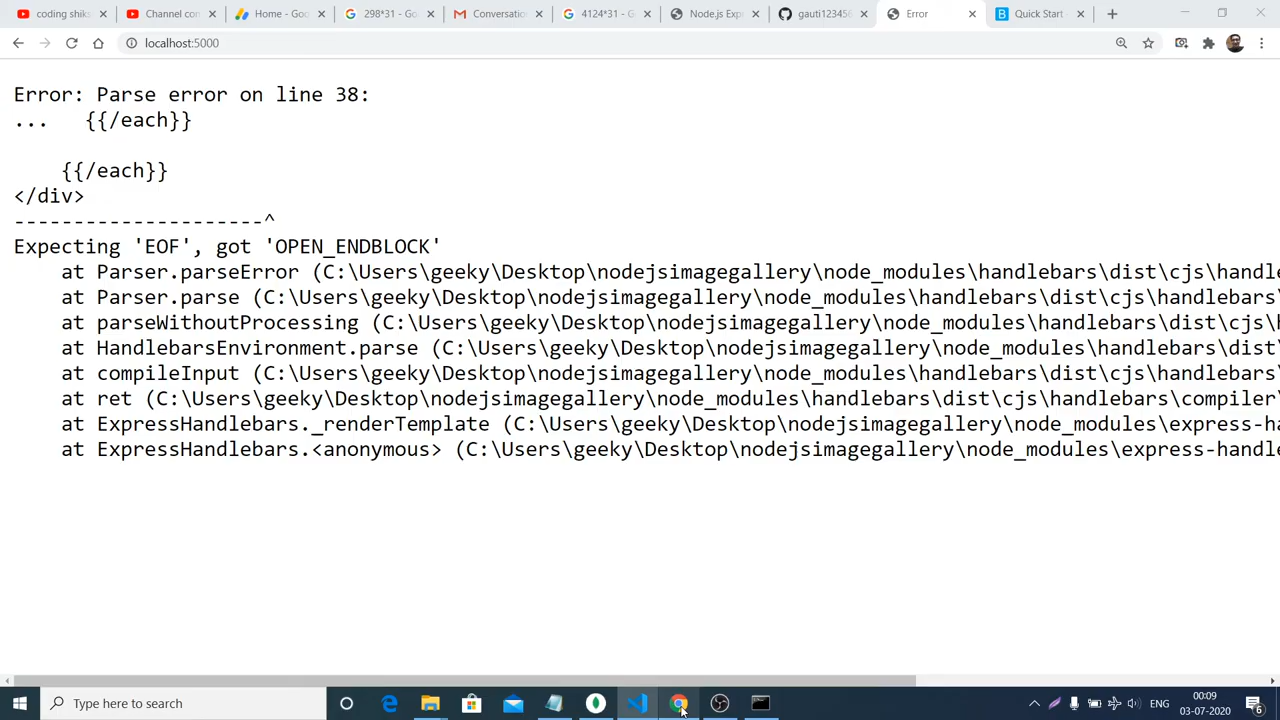 coding shiks
Channel con
Home - Goo
298*31 - Go
Conversation
4124*31 - G
Node.js Exp
gauti123456
Error
Quick Start
localhost:5000
Error: Parse error on line 38:
... {{/each}}
{{/each}}
</div>
---------------------^
Expecting 'EOF', got 'OPEN_ENDBLOCK'
at Parser.parseError (C:\Users\geeky\Desktop\nodejsimagegallery\node_modules\handlebars\dist\cjs\handle
at Parser.parse (C:\Users\geeky\Desktop\nodejsimagegallery\node_modules\handlebars\dist\cjs\handlebars\
at parseWithoutProcessing (C:\Users\geeky\Desktop\nodejsimagegallery\node_modules\handlebars\dist\cjs\h
at HandlebarsEnvironment.parse (C:\Users\geeky\Desktop\nodejsimagegallery\node_modules\handlebars\dist
at compileInput (C:\Users\geeky\Desktop\nodejsimagegallery\node_modules\handlebars\dist\cjs\handlebars\
at ret (C:\Users\geeky\Desktop\nodejsimagegallery\node_modules\handlebars\dist\cjs\handlebars\compiler\
at ExpressHandlebars._renderTemplate (C:\Users\geeky\Desktop\nodejsimagegallery\node_modules\express-ha
at ExpressHandlebars.<anonymous> (C:\Users\geeky\Desktop\nodejsimagegallery\node_modules\express-handle
Type here to search
ENG
00:09
03-07-2020
6